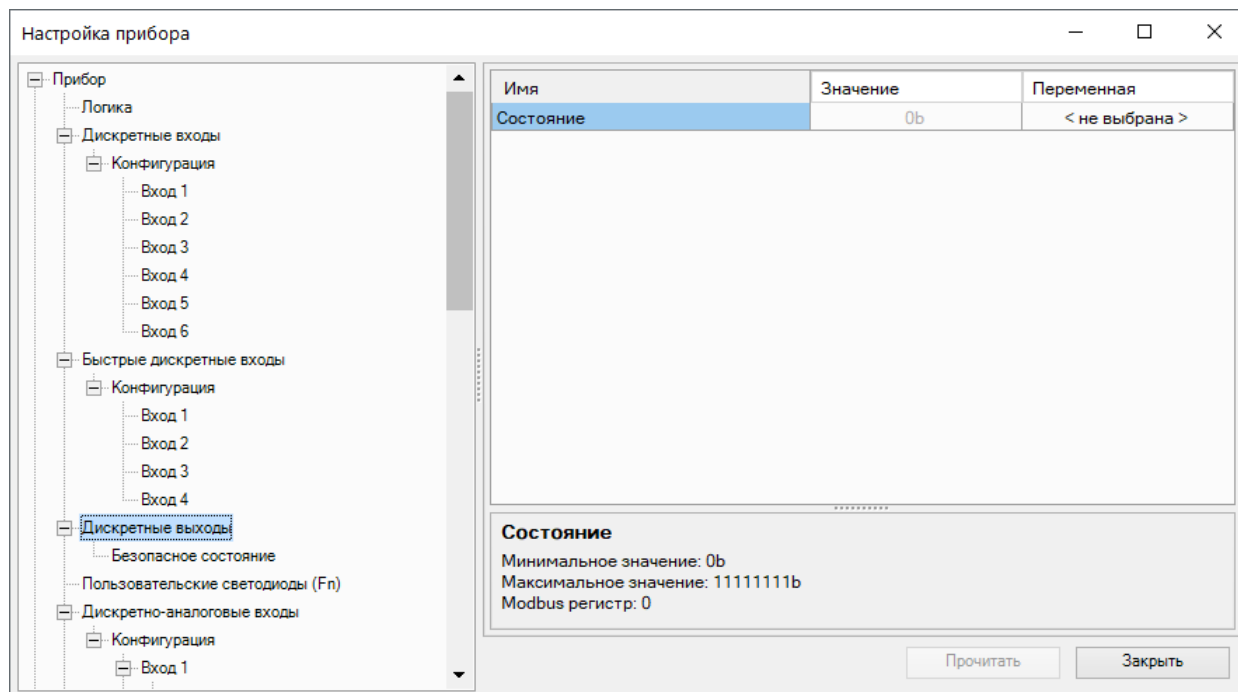 Настройка прибора
Прибор
Логика
Дискретные входы
Конфигурация
Вход 1
Вход 2
Вход 3
Вход 4
Вход 5
Вход 6
Быстрые дискретные входы
Конфигурация
Вход 1
Вход 2
Вход 3
Вход 4
Дискретные выходы
Безопасное состояние
Пользовательские светодиоды (Fn)
Дискретно-аналоговые входы
Конфигурация
Вход 1
Имя Значение Переменная
Состояние 0b < не выбрана >
Состояние
Минимальное значение: 0b
Максимальное значение: 11111111b
Modbus регистр: 0
Прочитать Закрыть